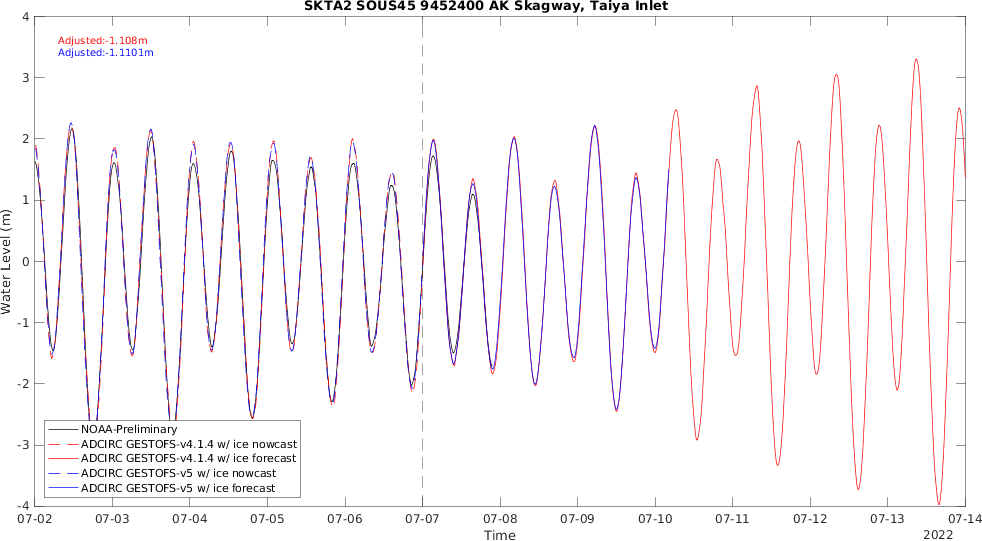 SKTA2 SOUS45 9452400 AK Skagway, Taiya Inlet
Adjusted:-1.108m
Adjusted:-1.1101m
4
3
2
1
0
-1
-2
-3
-4
Water Level (m)
NOAA-Preliminary
ADCIRC GESTOFS-v4.1.4 w/ ice nowcast
ADCIRC GESTOFS-v4.1.4 w/ ice forecast
ADCIRC GESTOFS-v5 w/ ice nowcast
ADCIRC GESTOFS-v5 w/ ice forecast
07-02 07-03 07-04 07-05 07-06 07-07 07-08 07-09 07-10 07-11 07-12 07-13 07-14
Time
2022